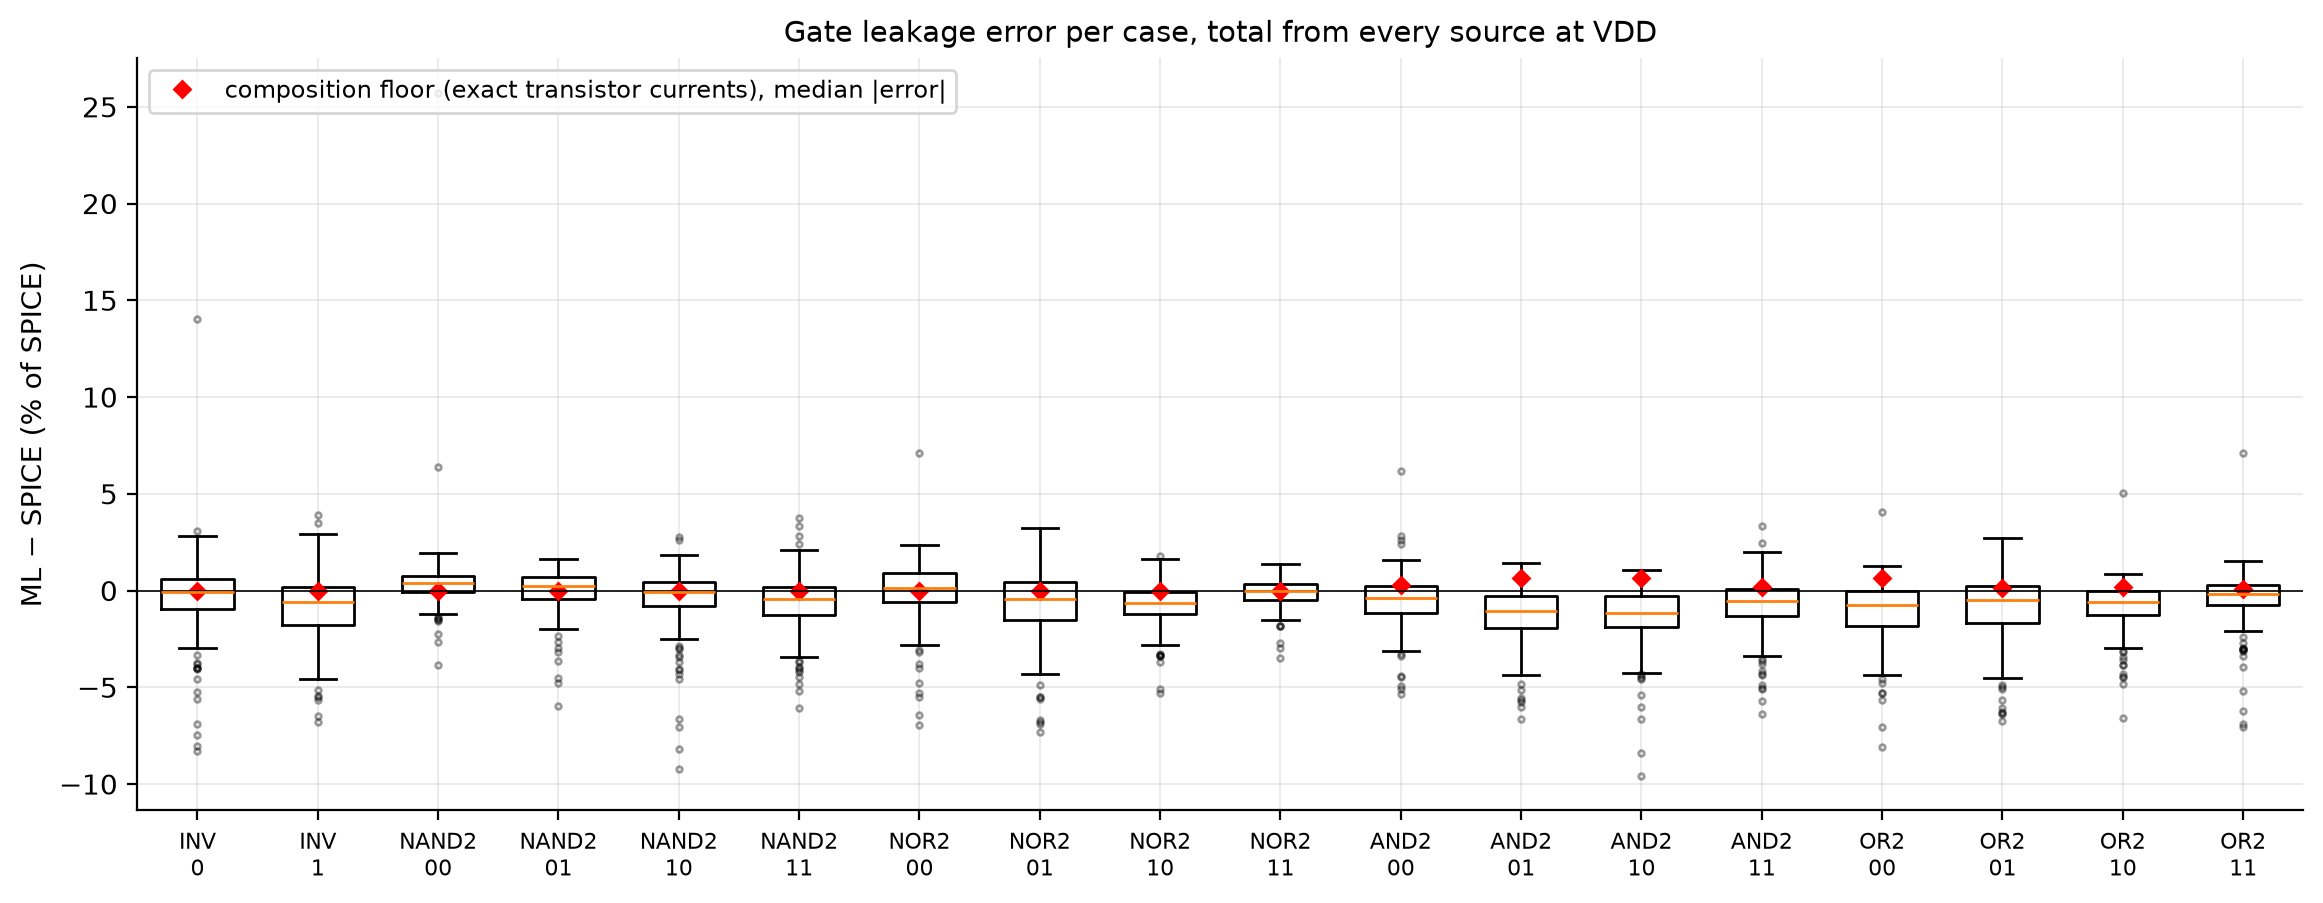 Gate leakage error per case, total from every source at VDD
composition floor (exact transistor currents), median |error|
ML − SPICE (% of SPICE)
25
20
15
10
5
0
−5
−10
INV INV NAND2 NAND2 NAND2 NAND2 NOR2 NOR2 NOR2 NOR2 AND2 AND2 AND2 AND2 OR2 OR2 OR2 OR2
0 1 00 01 10 11 00 01 10 11 00 01 10 11 00 01 10 11